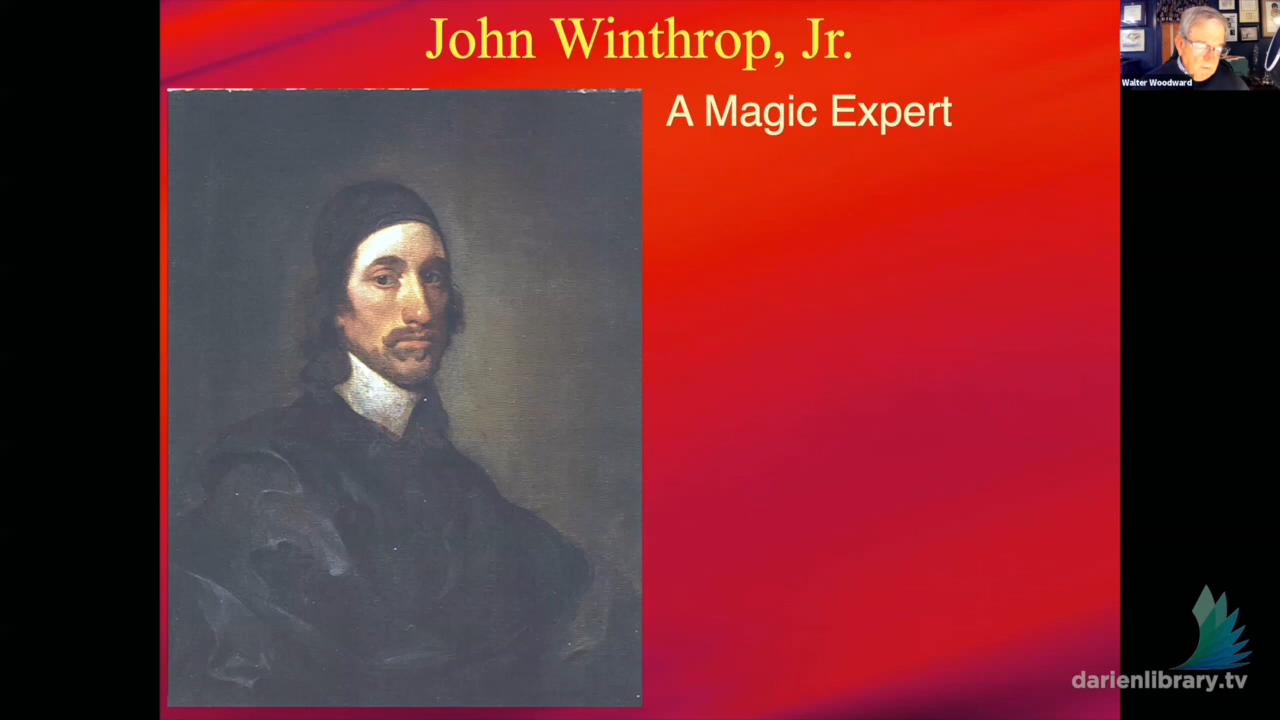 John Winthrop, Jr.
A Magic Expert
Walter Woodward
darienlibrary.tv